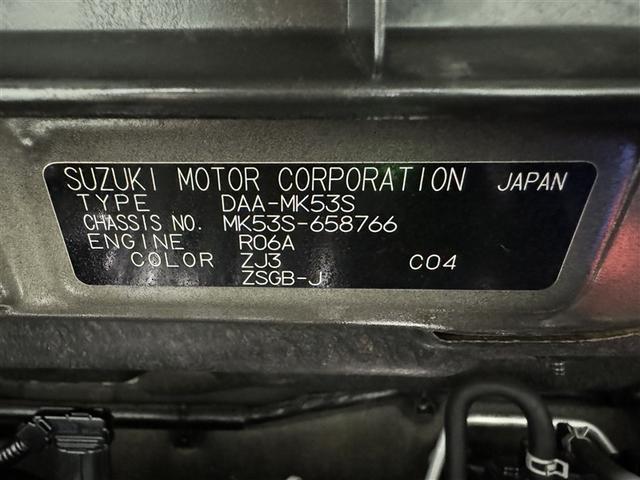 SUZUKI MOTOR CORPORATION JAPAN
TYPE DAA-MK53S
CHASSIS NO. MK53S-658766
ENGINE R06A
COLOR ZJ3 C04
ZSGB-J